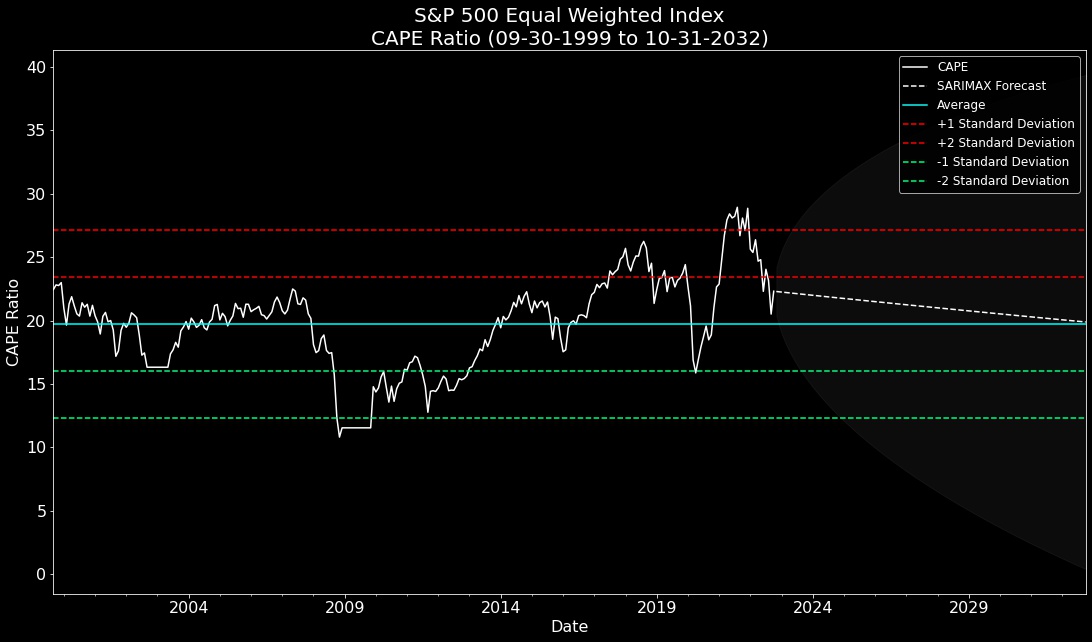 S&P 500 Equal Weighted Index
CAPE Ratio (09-30-1999 to 10-31-2032)
CAPE
SARIMAX Forecast
Average
+1 Standard Deviation
+2 Standard Deviation
-1 Standard Deviation
-2 Standard Deviation
40
35
30
25
20
15
10
5
0
CAPE Ratio
2004
2009
2014
2019
2024
2029
Date